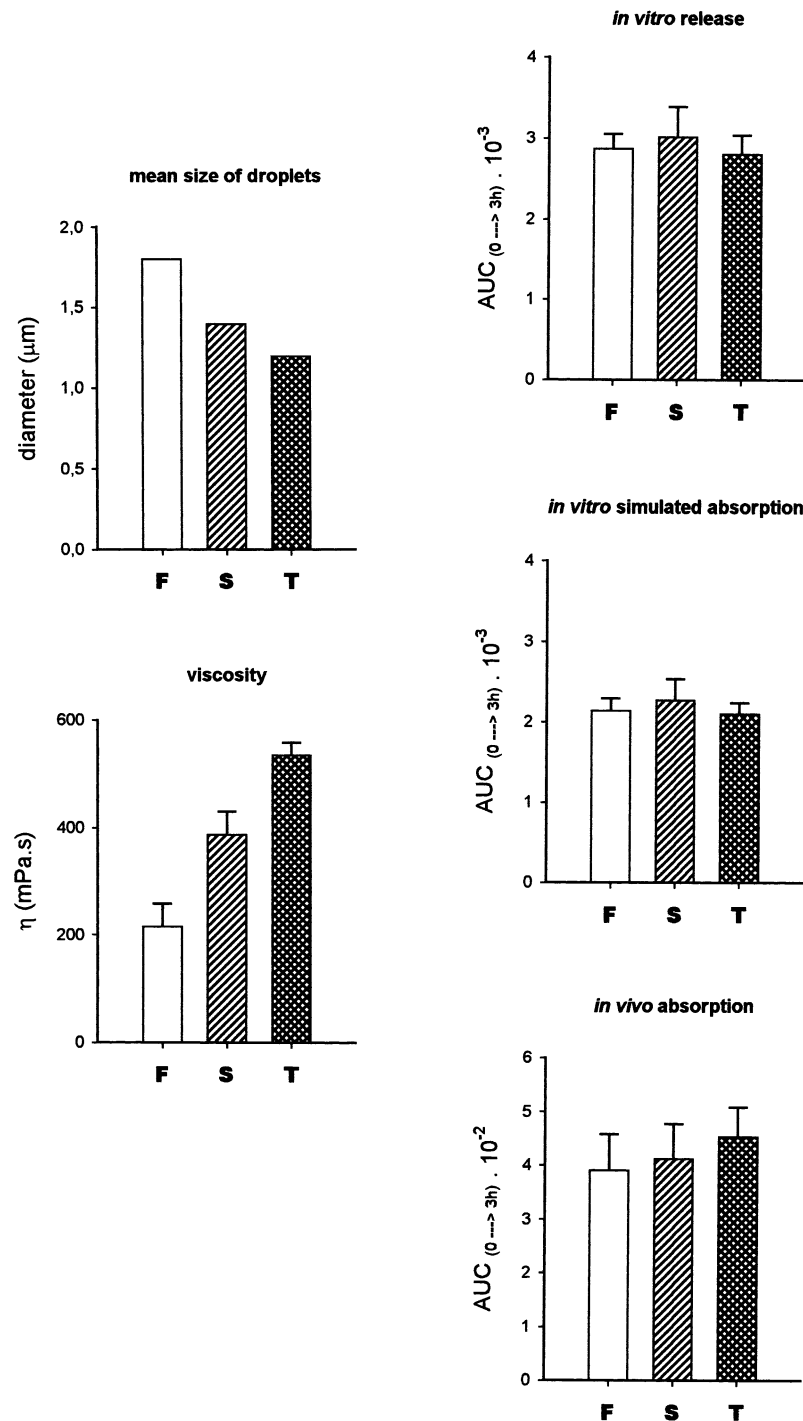 mean size of droplets
2,0
1,5
1,0
0,5
0,0
diameter (μm)
F S T
viscosity
600
400
200
0
η (mPa.s)
F S T
in vitro release
4
3
2
1
0
AUC (0 ---> 3h) . 10-3
F S T
in vitro simulated absorption
4
3
2
1
0
AUC (0 ---> 3h) . 10-3
F S T
in vivo absorption
6
5
4
3
2
1
0
AUC (0 ---> 3h) . 10-2
F S T